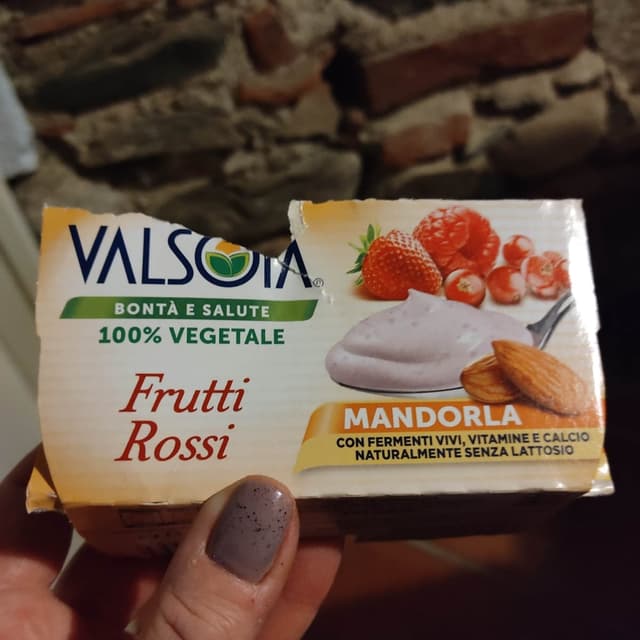 VALSOIA®
BONTÀ E SALUTE
100% VEGETALE
Frutti
Rossi
MANDORLA
CON FERMENTI VIVI, VITAMINE E CALCIO
NATURALMENTE SENZA LATTOSIO